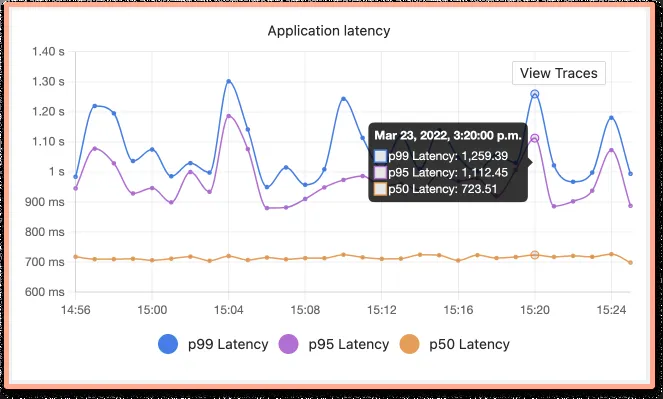 Application latency
1.40 s
View Traces
1.30 s
1.20 s
1.10 s
Mar 23, 2022, 3:20:00 p.m.
p99 Latency: 1,259.39
p95 Latency: 1,112.45
p50 Latency: 723.51
1 s
900 ms
800 ms
700 ms
600 ms
14:56 15:00 15:04 15:08 15:12 15:16 15:20 15:24
p99 Latency p95 Latency p50 Latency